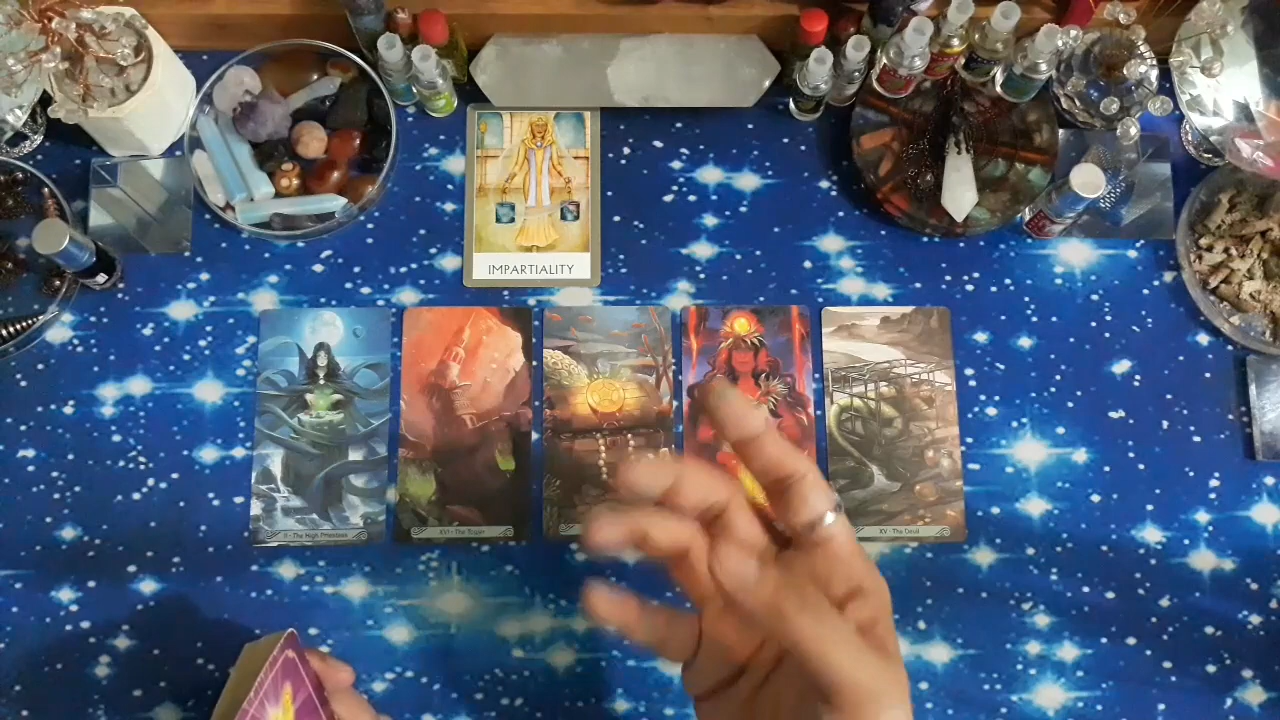 IMPARTIALITY
II - The High Priestess
XVI - The Tower
XV - The Devil